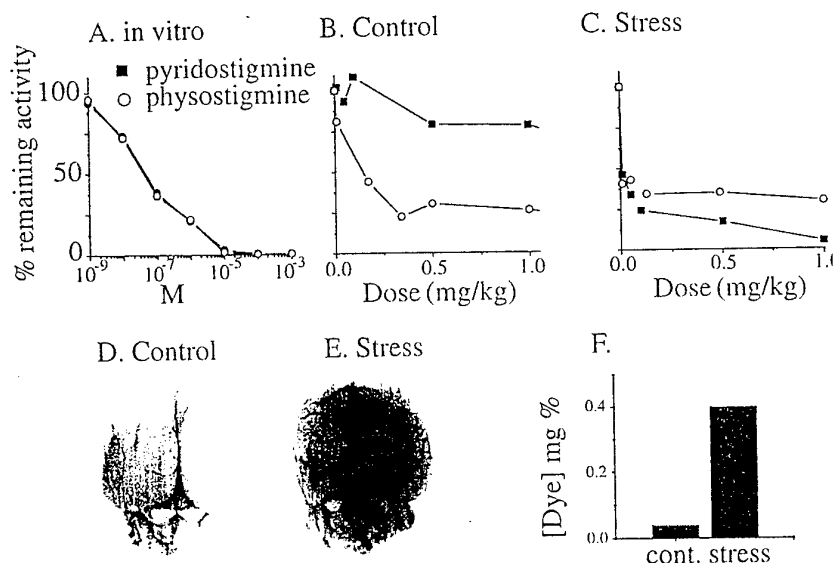 A. in vitro
■ pyridostigmine
○ physostigmine
% remaining activity
100
50
0
10⁻⁹ 10⁻⁷ 10⁻⁵ 10⁻³
M
B. Control
0.0 0.5 1.0
Dose (mg/kg)
C. Stress
0.0 0.5 1.0
Dose (mg/kg)
D. Control
E. Stress
F.
[Dye] mg %
0.4
0.2
0.0
cont. stress